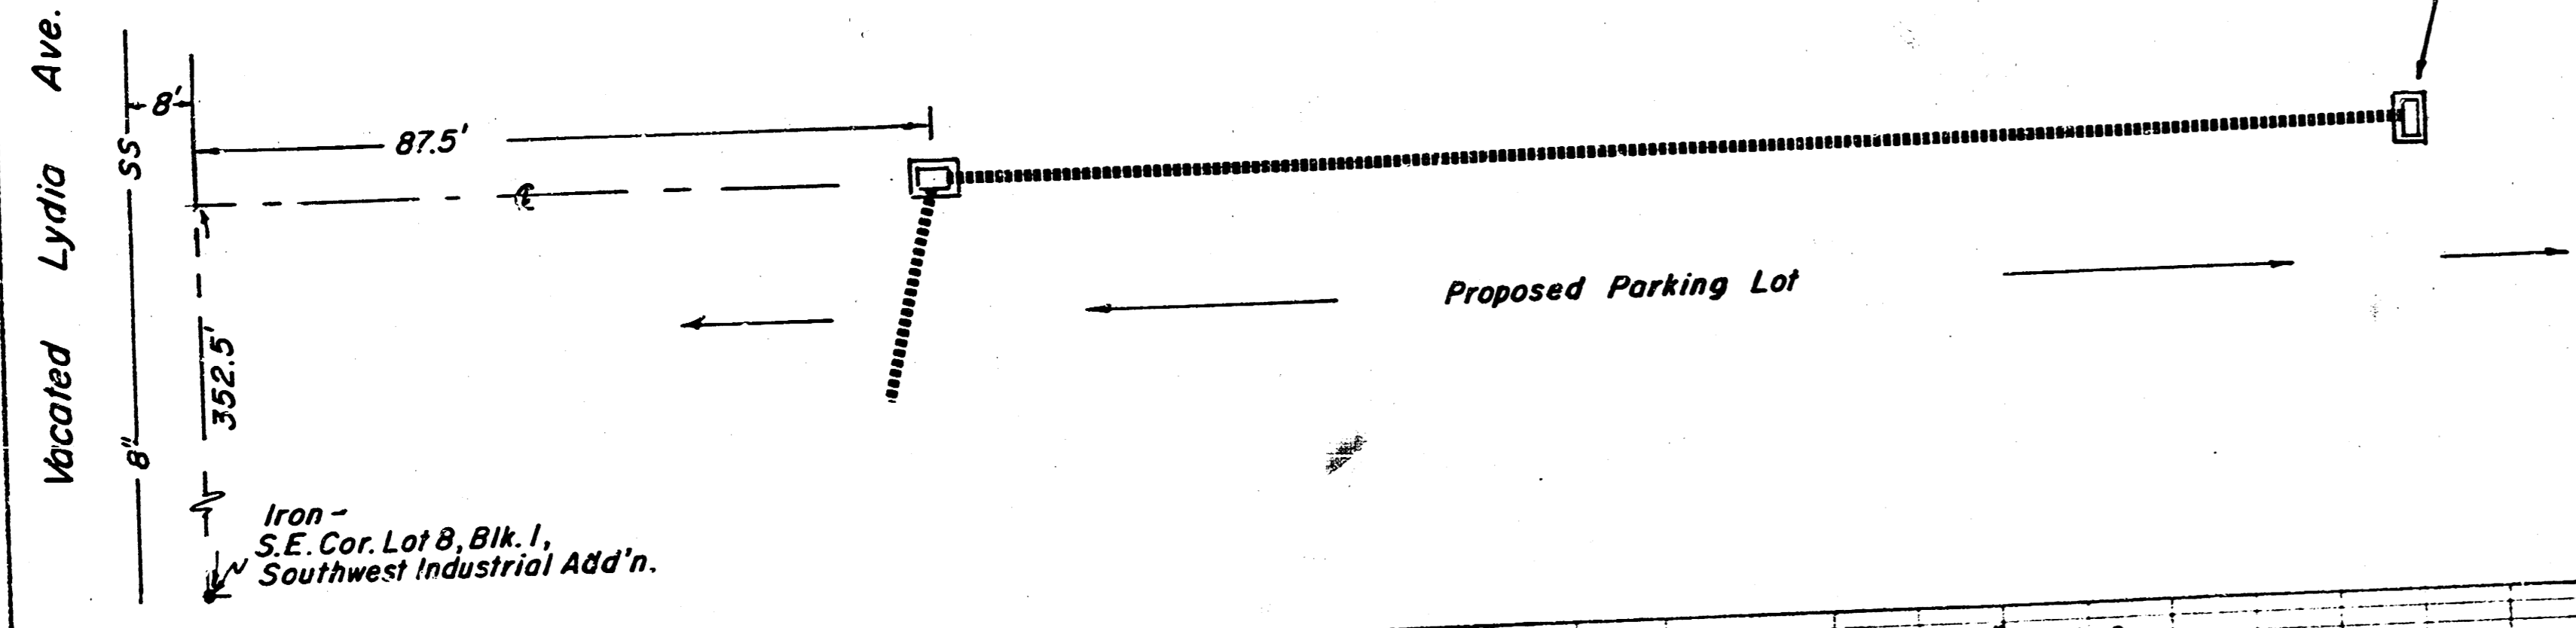 Vacated Lydia Ave.
8'
SS
8"
87.5'
℄
352.5'
Proposed Parking Lot
Iron -
S.E. Cor. Lot 8, Blk. 1,
Southwest Industrial Add'n.